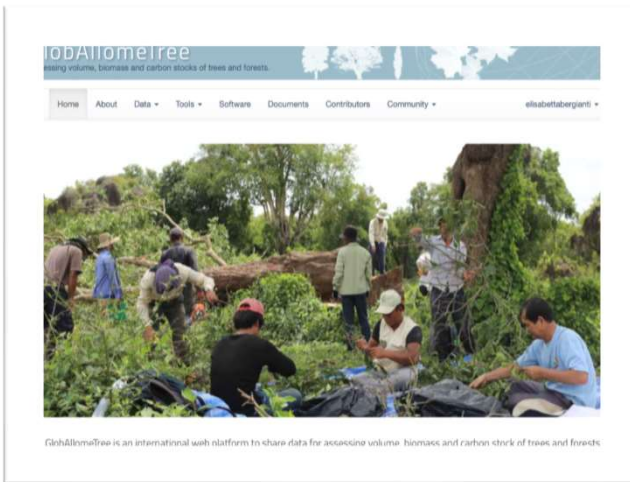 lobAllomeTree
essing volume, biomass and carbon stocks of trees and forests.
Home About Data Tools Software Documents Contributors Community elisabettabergianti
GlobAllomeTree is an international web platform to share data for assessing volume, biomass and carbon stock of trees and forests